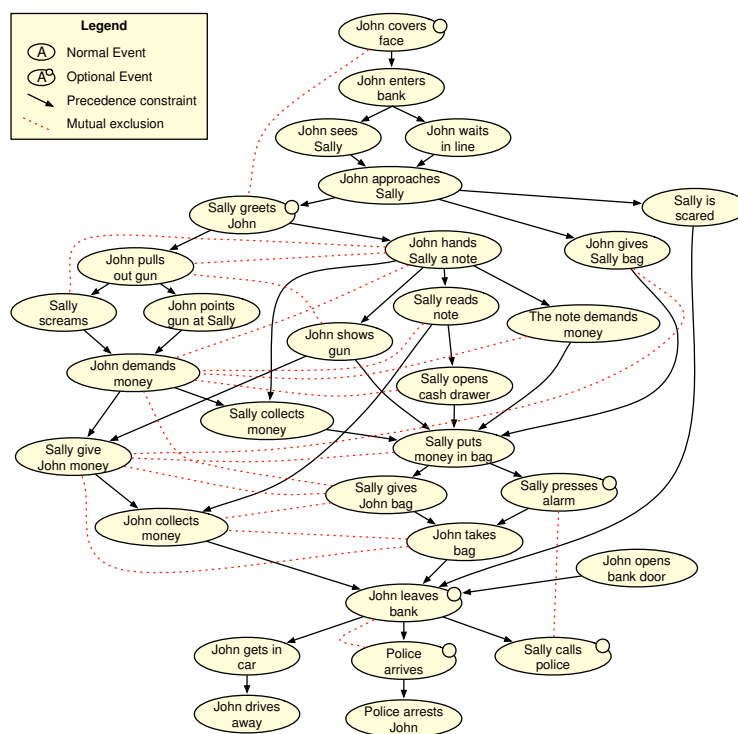 Legend
A Normal Event
A Optional Event
Precedence constraint
Mutual exclusion
John covers
face
John enters
bank
John sees
Sally
John waits
in line
John approaches
Sally
Sally greets
John
Sally is
scared
John pulls
out gun
John hands
Sally a note
John gives
Sally bag
Sally
screams
John points
gun at Sally
Sally reads
note
The note demands
money
John shows
gun
John demands
money
Sally opens
cash drawer
Sally collects
money
Sally give
John money
Sally puts
money in bag
Sally gives
John bag
Sally presses
alarm
John collects
money
John takes
bag
John opens
bank door
John leaves
bank
John gets in
car
Police
arrives
Sally calls
police
John drives
away
Police arrests
John